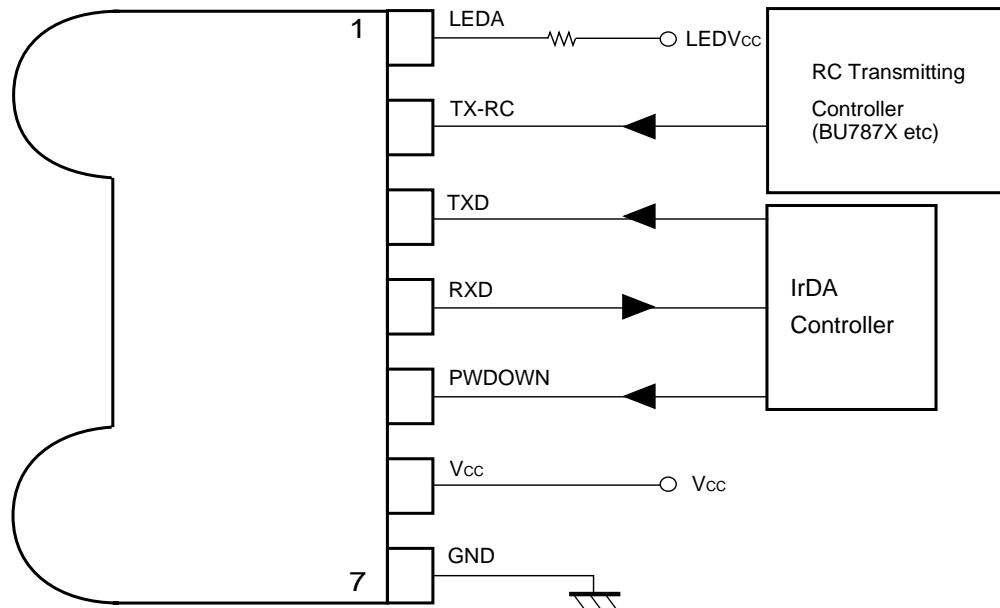 1
LEDA
LEDVcc
RC Transmitting
Controller
(BU787X etc)
TX-RC
TXD
RXD
IrDA
Controller
PWDOWN
Vcc
Vcc
GND
7